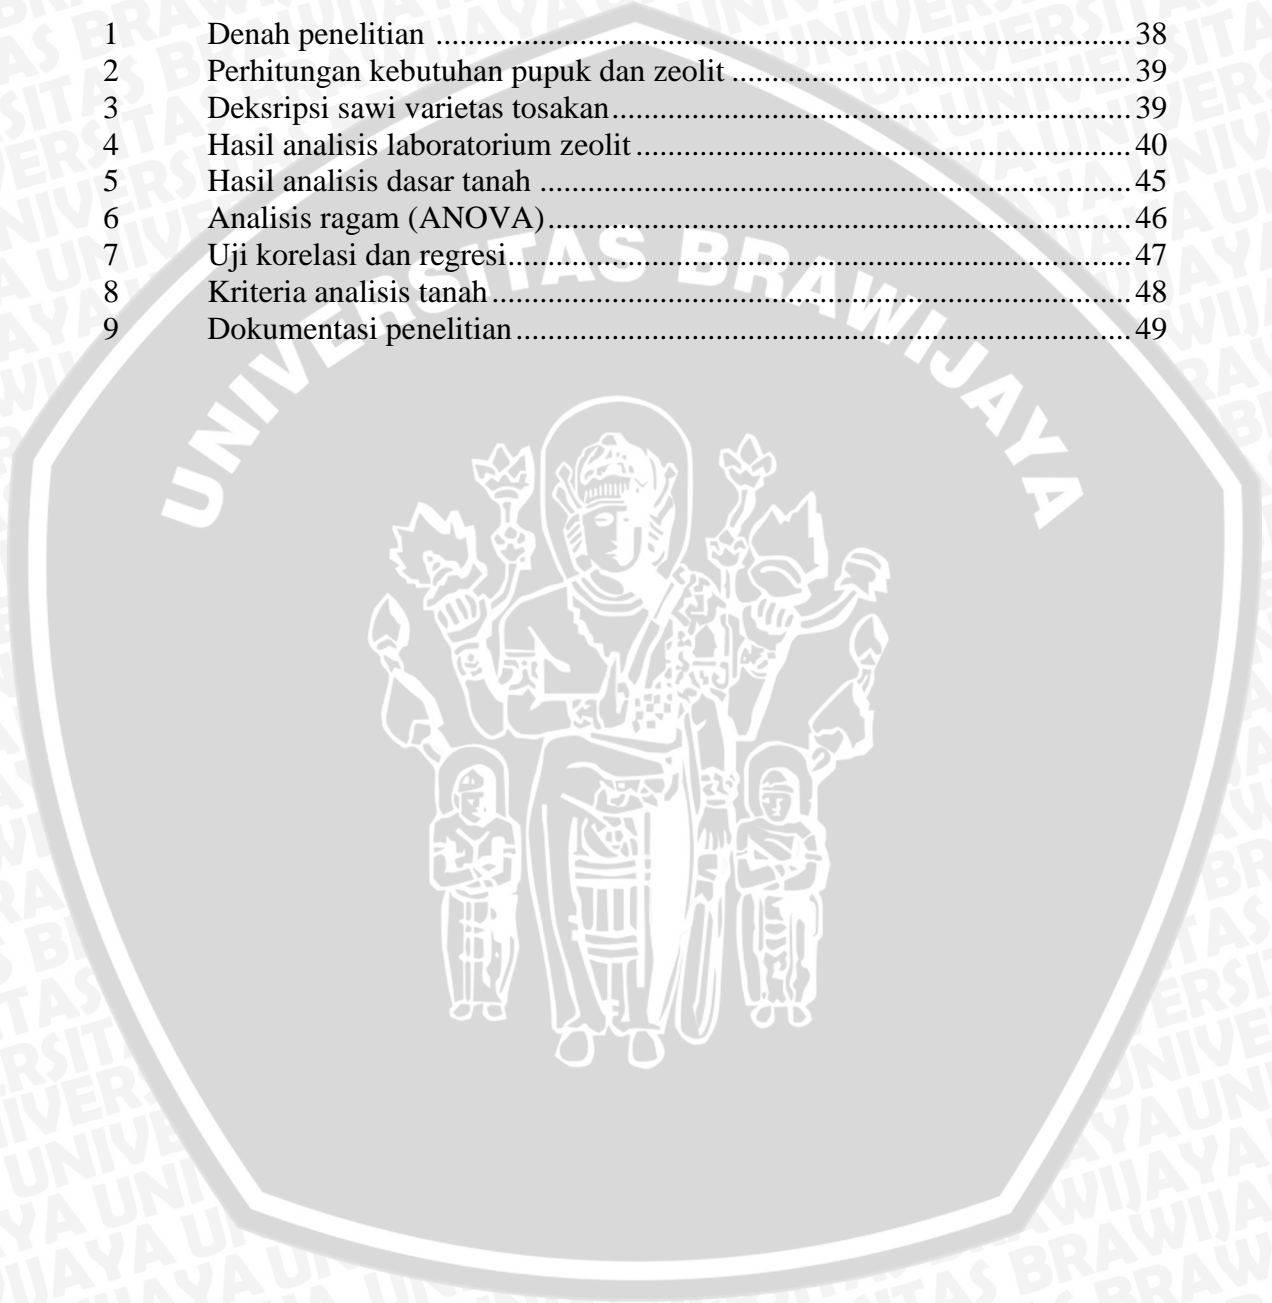 1 Denah penelitian ........................................................................................ 38
2 Perhitungan kebutuhan pupuk dan zeolit .................................................. 39
3 Deksripsi sawi varietas tosakan................................................................. 39
4 Hasil analisis laboratorium zeolit .............................................................. 40
5 Hasil analisis dasar tanah .......................................................................... 45
6 Analisis ragam (ANOVA)......................................................................... 46
7 Uji korelasi dan regresi.............................................................................. 47
8 Kriteria analisis tanah ................................................................................ 48
9 Dokumentasi penelitian ............................................................................. 49
UNIVERSITAS BRAWIJAYA